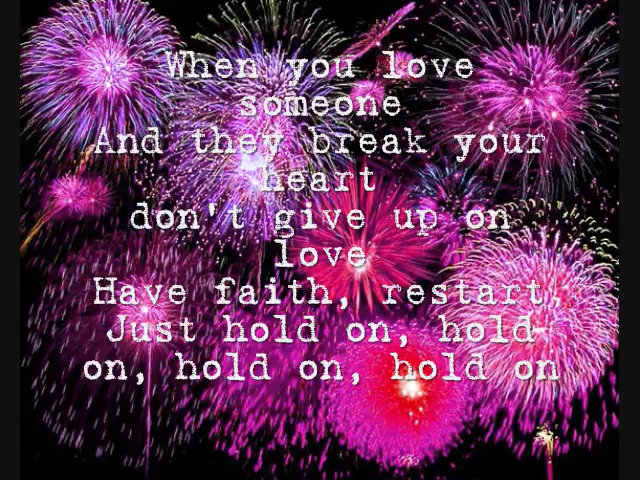 When you love
someone
And they break your
heart
don't give up on
love
Have faith, restart
Just hold on, hold
on, hold on, hold on